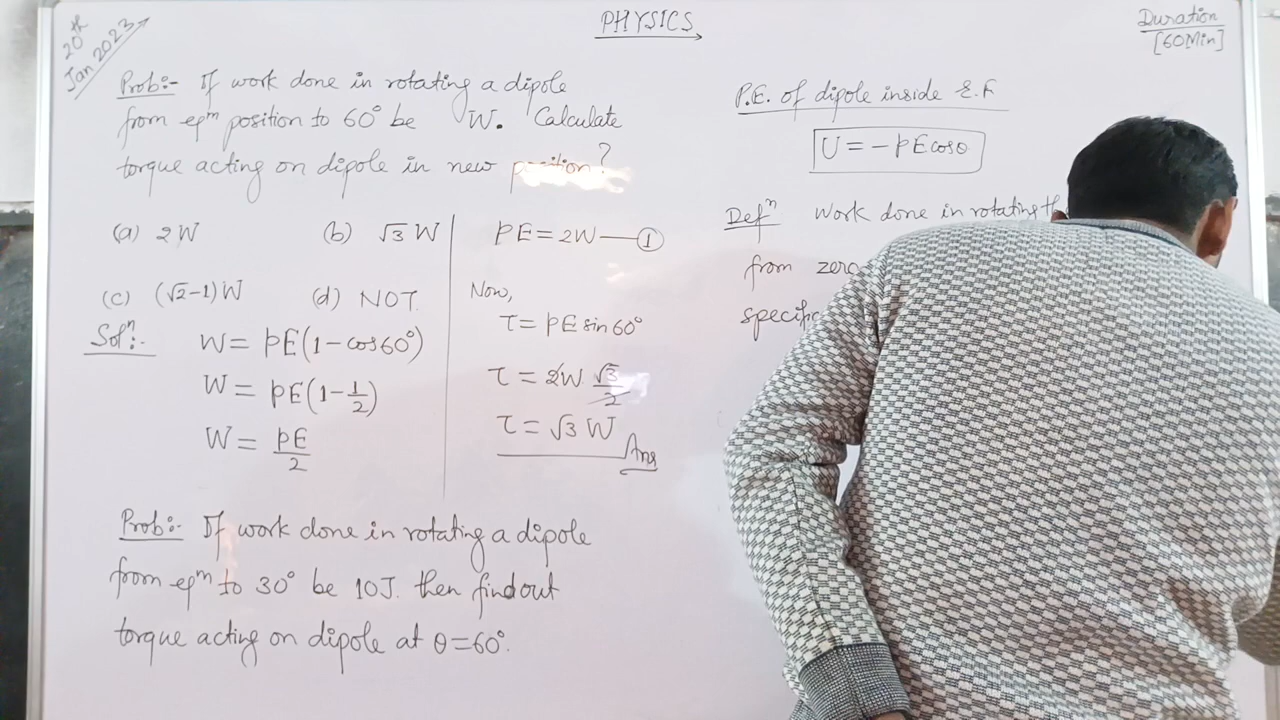 20th
Jan 2023
PHYSICS
Duration
[60Min]
Prob:- If work done in rotating a dipole
from eqm position to 60° be W. Calculate
torque acting on dipole in new position?
(a) 2W (b) √3 W
(c) (√2-1)W (d) NOT.
Soln:- W = PE(1-cos60°)
W = PE(1-1/2)
W = PE/2
PE = 2W — ①
Now,
τ = PE sin 60°
τ = 2W √3/2
τ = √3 W Ans
Prob:- If work done in rotating a dipole
from eqm to 30° be 10J. then find out
torque acting on dipole at θ=60°.
P.E. of dipole inside E.F
U = -PE cosθ
Defn Work done in rotating
from zero